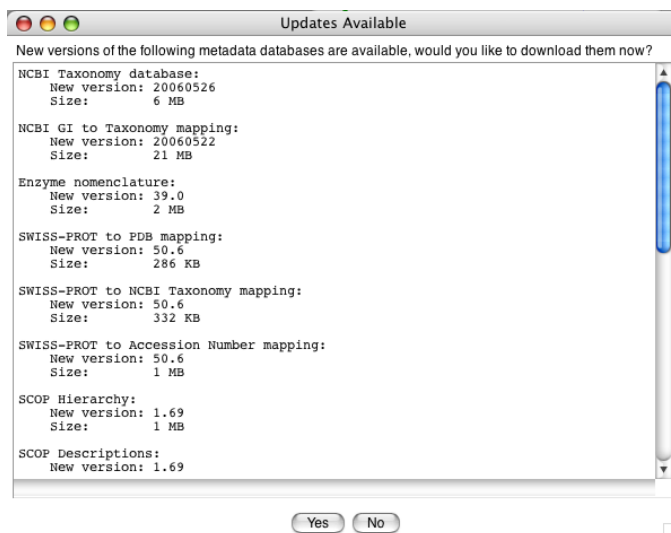 Updates Available
New versions of the following metadata databases are available, would you like to download them now?
NCBI Taxonomy database:
New version: 20060526
Size: 6 MB
NCBI GI to Taxonomy mapping:
New version: 20060522
Size: 21 MB
Enzyme nomenclature:
New version: 39.0
Size: 2 MB
SWISS-PROT to PDB mapping:
New version: 50.6
Size: 286 KB
SWISS-PROT to NCBI Taxonomy mapping:
New version: 50.6
Size: 332 KB
SWISS-PROT to Accession Number mapping:
New version: 50.6
Size: 1 MB
SCOP Hierarchy:
New version: 1.69
Size: 1 MB
SCOP Descriptions:
New version: 1.69
Yes No